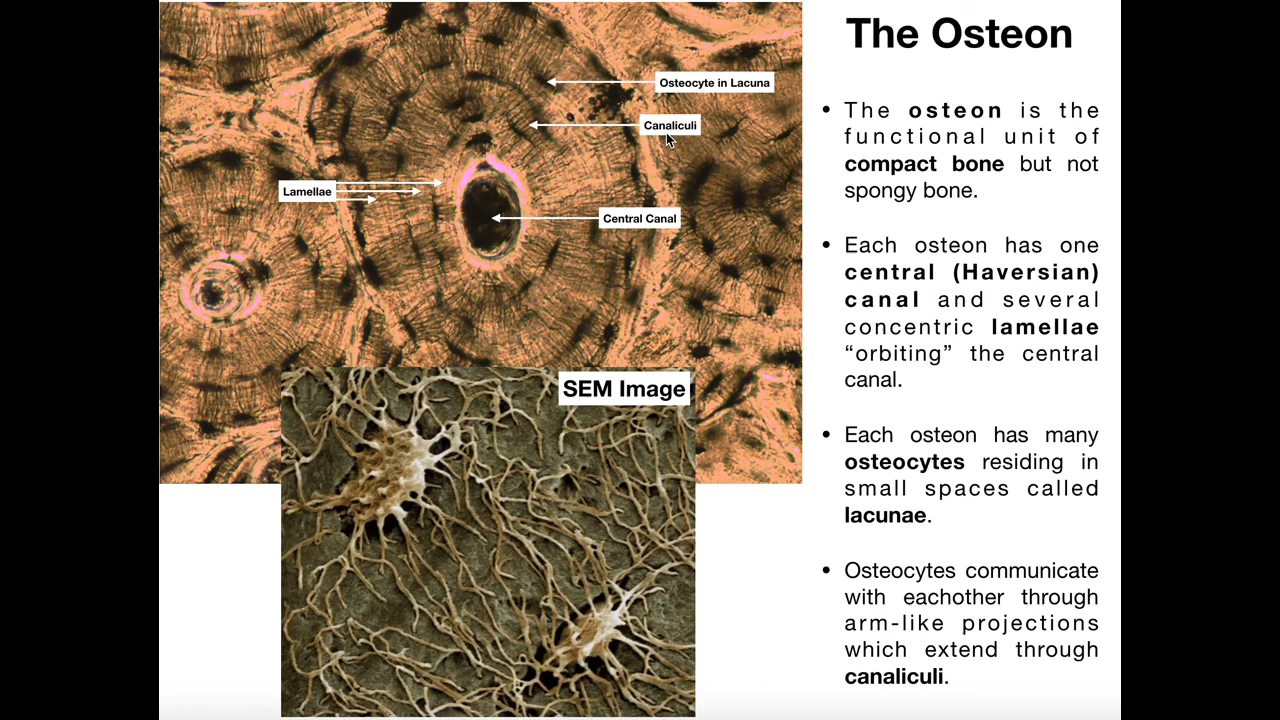 The Osteon
Osteocyte in Lacuna
Canaliculi
Lamellae
Central Canal
SEM Image
• The osteon is the
functional unit of
compact bone but not
spongy bone.
• Each osteon has one
central (Haversian)
canal and several
concentric lamellae
“orbiting” the central
canal.
• Each osteon has many
osteocytes residing in
small spaces called
lacunae.
• Osteocytes communicate
with eachother through
arm-like projections
which extend through
canaliculi.